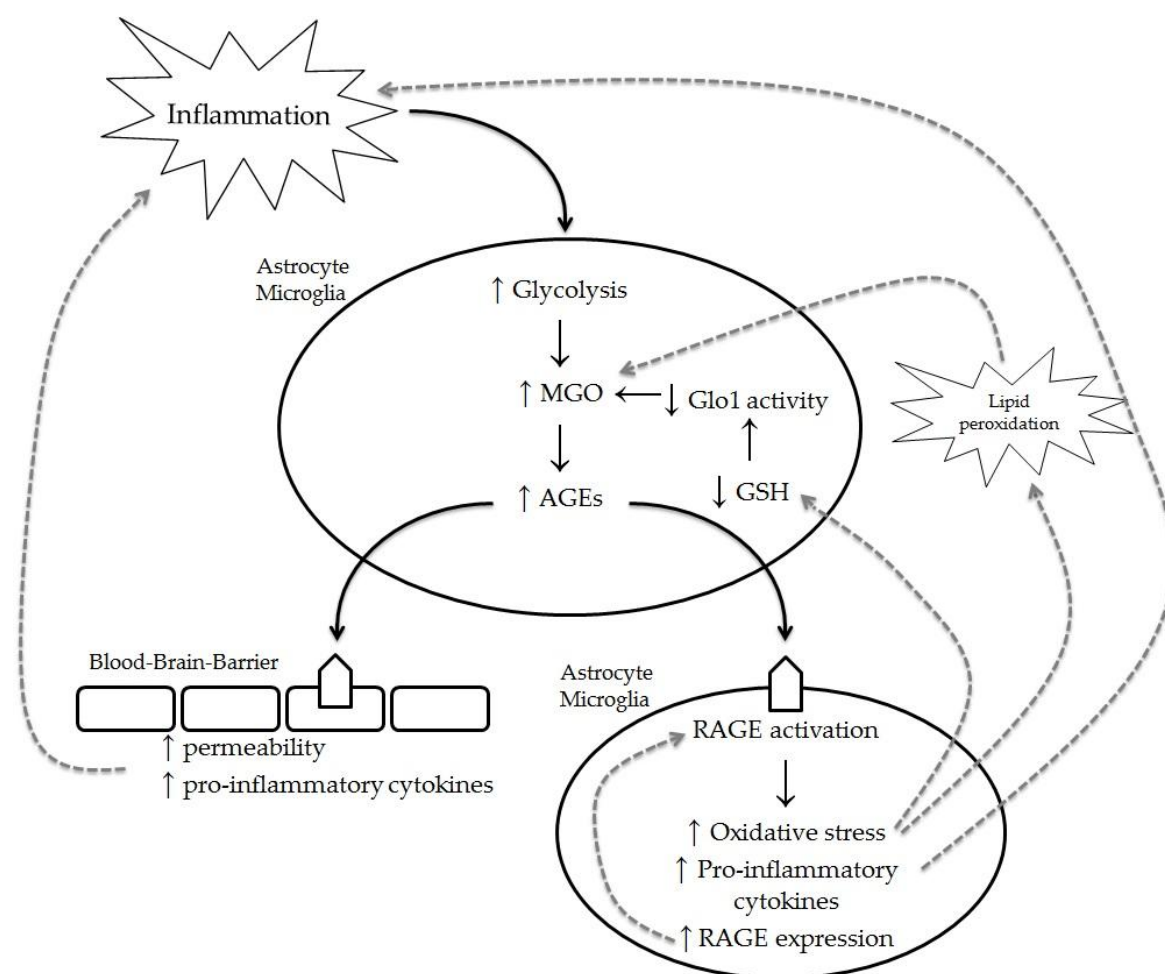 Inflammation
Astrocyte
Microglia
↑ Glycolysis
↑ MGO
↓ Glo1 activity
↑ AGEs
↓ GSH
Lipid
peroxidation
Blood-Brain-Barrier
↑ permeability
↑ pro-inflammatory cytokines
Astrocyte
Microglia
RAGE activation
↑ Oxidative stress
↑ Pro-inflammatory
cytokines
↑ RAGE expression